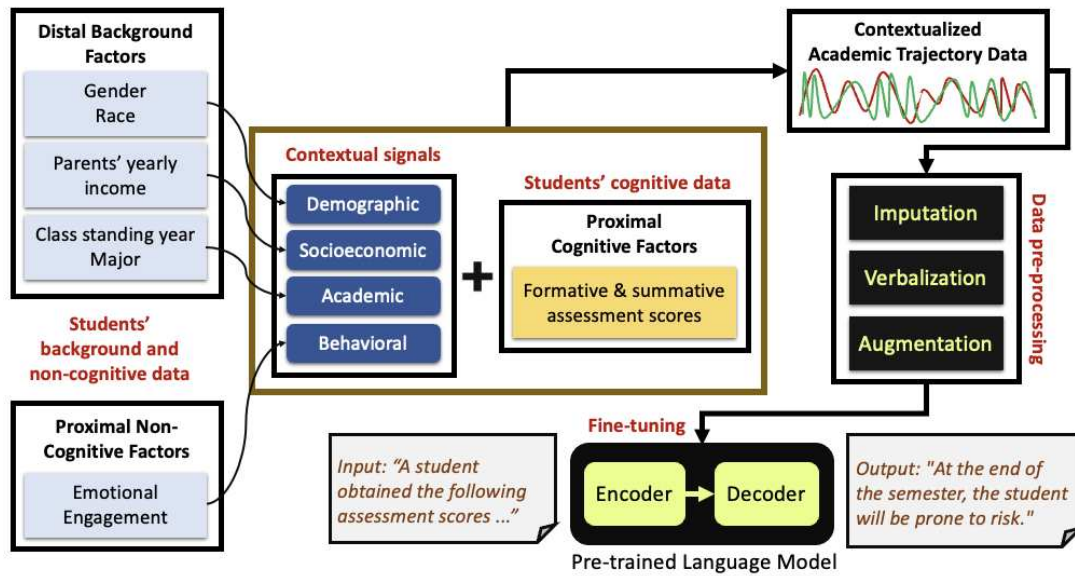 Distal Background
Factors
Gender
Race
Parents’ yearly
income
Class standing year
Major
Students’
background and
non-cognitive data
Proximal Non-
Cognitive Factors
Emotional
Engagement
Contextual signals
Demographic
Socioeconomic
Academic
Behavioral
+
Students’ cognitive data
Proximal
Cognitive Factors
Formative & summative
assessment scores
Contextualized
Academic Trajectory Data
Imputation
Verbalization
Augmentation
Data pre-processing
Fine-tuning
Input: “A student
obtained the following
assessment scores ...”
Encoder
Decoder
Pre-trained Language Model
Output: "At the end of
the semester, the student
will be prone to risk."